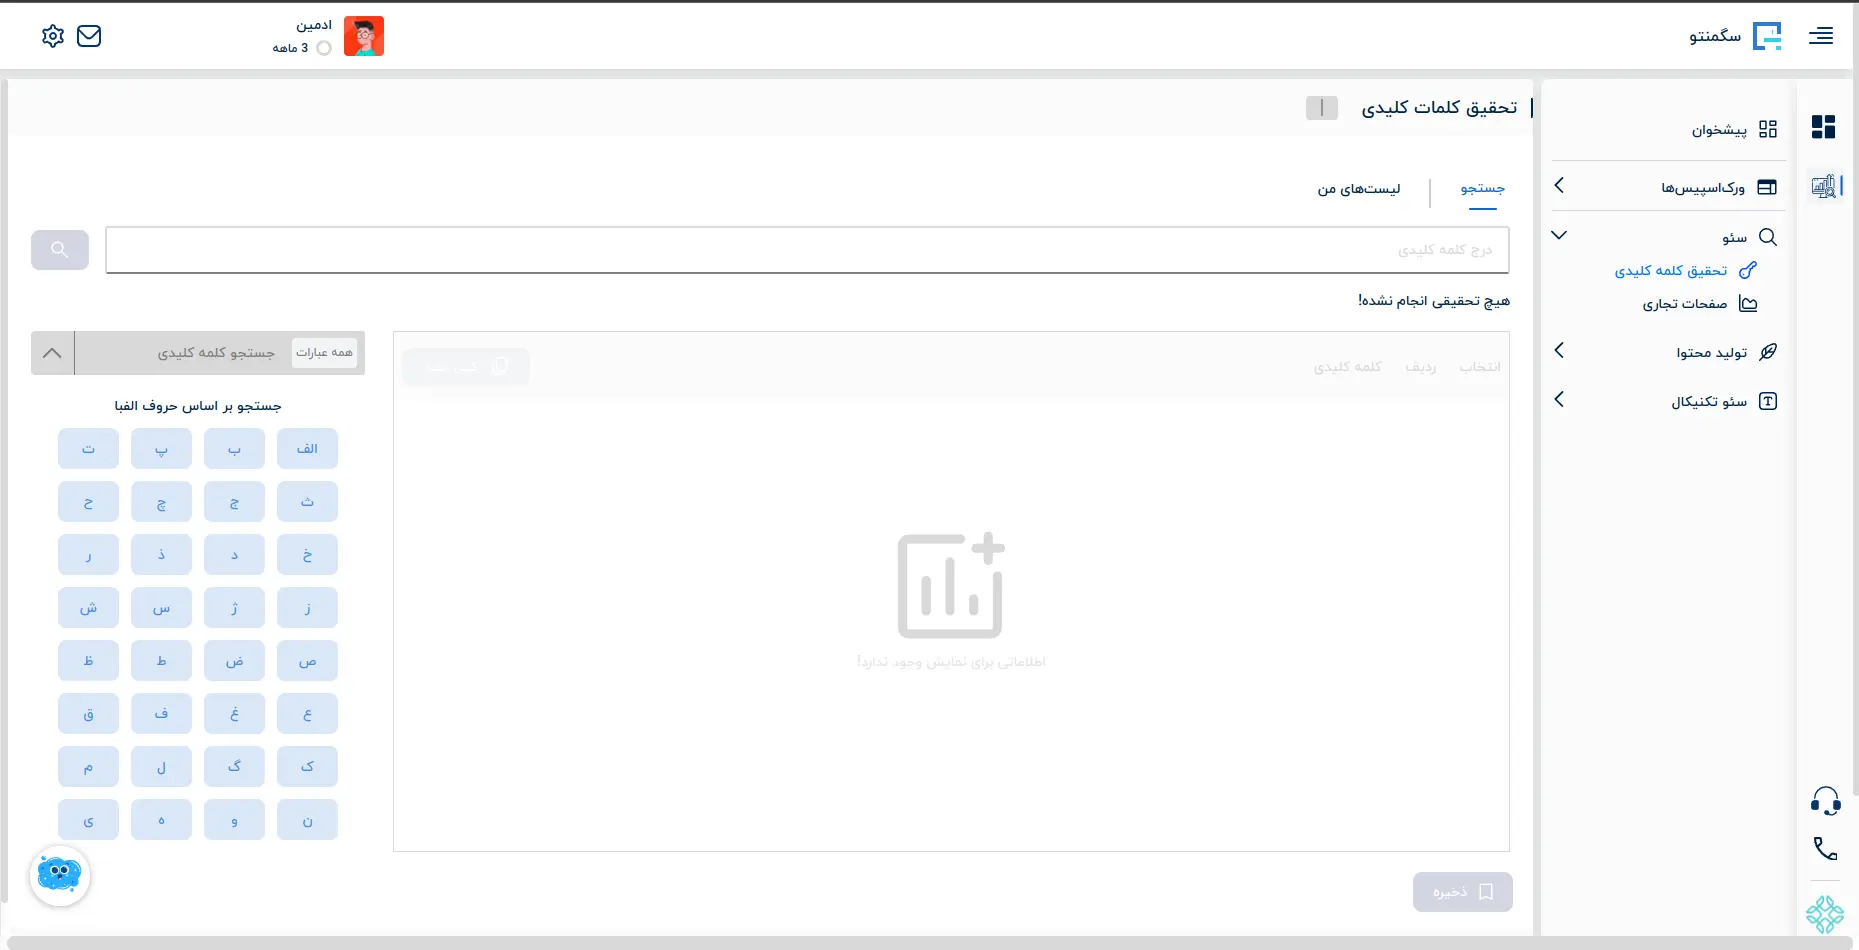 سگمنتو
ادمین
3 ماهه
پیشخوان
ورک‌اسپیس‌ها
سئو
تحقیق کلمه کلیدی
صفحات تجاری
تولید محتوا
سئو تکنیکال
تحقیق کلمات کلیدی
جستجو
لیست‌های من
درج کلمه کلیدی
هیچ تحقیقی انجام نشده!
انتخاب ردیف کلمه کلیدی
اطلاعاتی برای نمایش وجود ندارد!
ذخیره
همه عبارات جستجو کلمه کلیدی
جستجو بر اساس حروف الفبا
الف ب پ ت
ث ج چ ح
خ د ذ ر
ز ژ س ش
ص ض ط ظ
ع غ ف ق
ک گ ل م
ن و ه ی